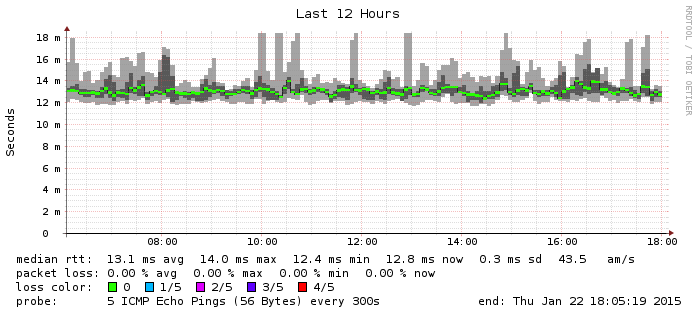 Last 12 Hours
RRDTOOL / TOBI OETIKER
Seconds
18 m
16 m
14 m
12 m
10 m
8 m
6 m
4 m
2 m
0
08:00 10:00 12:00 14:00 16:00 18:00
median rtt: 13.1 ms avg 14.0 ms max 12.4 ms min 12.8 ms now 0.3 ms sd 43.5 am/s
packet loss: 0.00 % avg 0.00 % max 0.00 % min 0.00 % now
loss color: 0 1/5 2/5 3/5 4/5
probe: 5 ICMP Echo Pings (56 Bytes) every 300s end: Thu Jan 22 18:05:19 2015